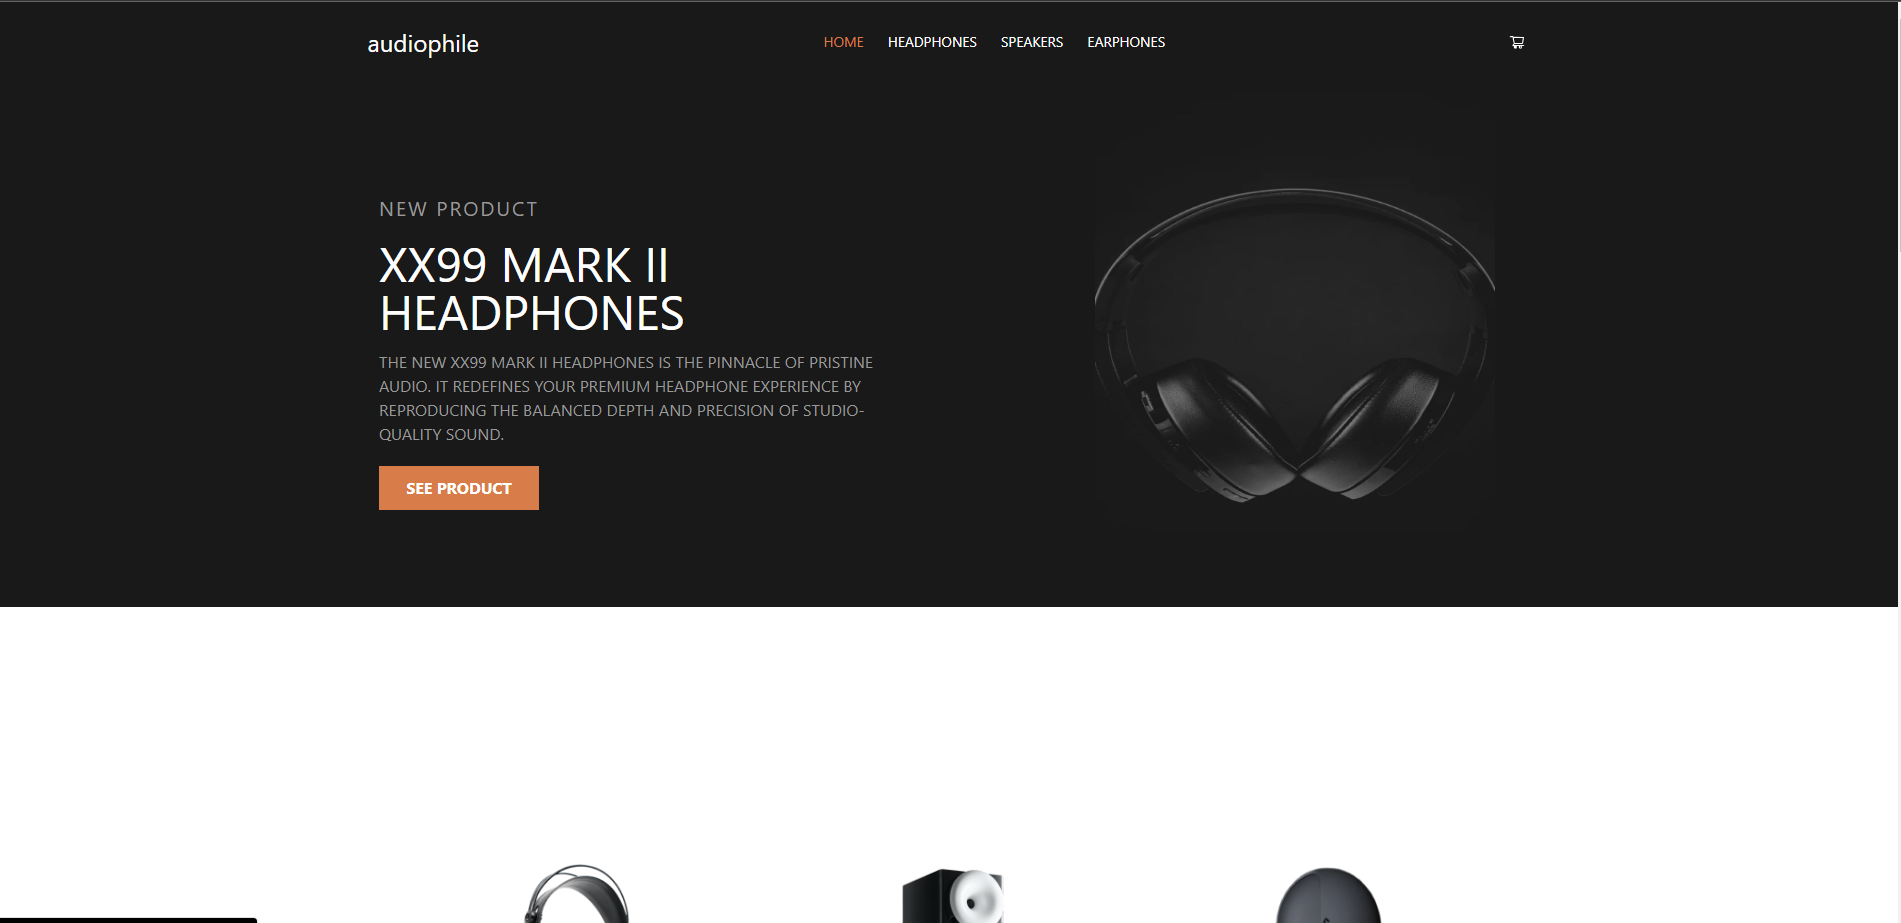 audiophile
HOME HEADPHONES SPEAKERS EARPHONES
NEW PRODUCT
XX99 MARK II
HEADPHONES
THE NEW XX99 MARK II HEADPHONES IS THE PINNACLE OF PRISTINE
AUDIO. IT REDEFINES YOUR PREMIUM HEADPHONE EXPERIENCE BY
REPRODUCING THE BALANCED DEPTH AND PRECISION OF STUDIO-
QUALITY SOUND.
SEE PRODUCT